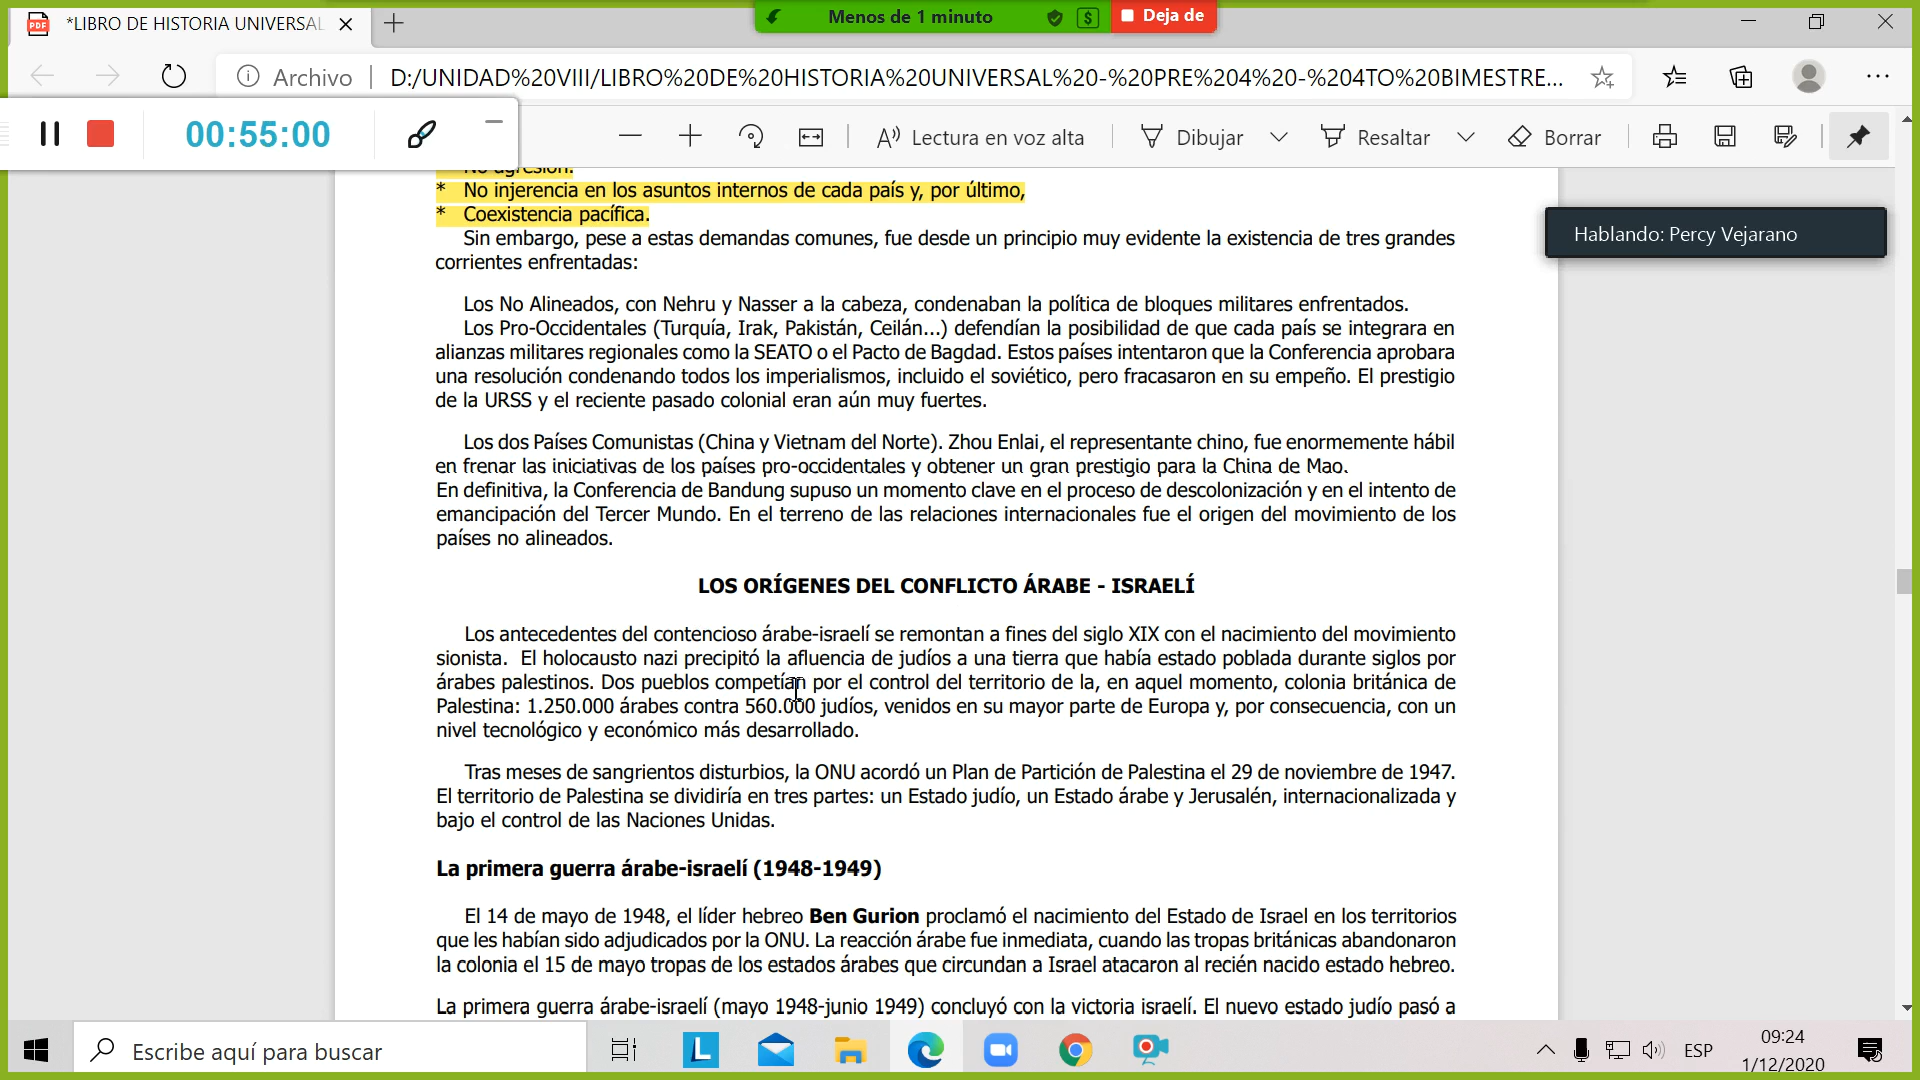 *LIBRO DE HISTORIA UNIVERSAL
Menos de 1 minuto
Deja de
Archivo
D:/UNIDAD%20VIII/LIBRO%20DE%20HISTORIA%20UNIVERSAL%20-%20PRE%204%20-%204TO%20BIMESTRE...
00:55:00
Lectura en voz alta
Dibujar
Resaltar
Borrar
No agresión.
* No injerencia en los asuntos internos de cada país y, por último,
* Coexistencia pacífica.
Hablando: Percy Vejarano
Sin embargo, pese a estas demandas comunes, fue desde un principio muy evidente la existencia de tres grandes
corrientes enfrentadas:
Los No Alineados, con Nehru y Nasser a la cabeza, condenaban la política de bloques militares enfrentados.
Los Pro-Occidentales (Turquía, Irak, Pakistán, Ceilán...) defendían la posibilidad de que cada país se integrara en
alianzas militares regionales como la SEATO o el Pacto de Bagdad. Estos países intentaron que la Conferencia aprobara
una resolución condenando todos los imperialismos, incluido el soviético, pero fracasaron en su empeño. El prestigio
de la URSS y el reciente pasado colonial eran aún muy fuertes.
Los dos Países Comunistas (China y Vietnam del Norte). Zhou Enlai, el representante chino, fue enormemente hábil
en frenar las iniciativas de los países pro-occidentales y obtener un gran prestigio para la China de Mao.
En definitiva, la Conferencia de Bandung supuso un momento clave en el proceso de descolonización y en el intento de
emancipación del Tercer Mundo. En el terreno de las relaciones internacionales fue el origen del movimiento de los
países no alineados.
LOS ORÍGENES DEL CONFLICTO ÁRABE - ISRAELÍ
Los antecedentes del contencioso árabe-israelí se remontan a fines del siglo XIX con el nacimiento del movimiento
sionista. El holocausto nazi precipitó la afluencia de judíos a una tierra que había estado poblada durante siglos por
árabes palestinos. Dos pueblos competían por el control del territorio de la, en aquel momento, colonia británica de
Palestina: 1.250.000 árabes contra 560.000 judíos, venidos en su mayor parte de Europa y, por consecuencia, con un
nivel tecnológico y económico más desarrollado.
Tras meses de sangrientos disturbios, la ONU acordó un Plan de Partición de Palestina el 29 de noviembre de 1947.
El territorio de Palestina se dividiría en tres partes: un Estado judío, un Estado árabe y Jerusalén, internacionalizada y
bajo el control de las Naciones Unidas.
La primera guerra árabe-israelí (1948-1949)
El 14 de mayo de 1948, el líder hebreo Ben Gurion proclamó el nacimiento del Estado de Israel en los territorios
que les habían sido adjudicados por la ONU. La reacción árabe fue inmediata, cuando las tropas británicas abandonaron
la colonia el 15 de mayo tropas de los estados árabes que circundan a Israel atacaron al recién nacido estado hebreo.
La primera guerra árabe-israelí (mayo 1948-junio 1949) concluyó con la victoria israelí. El nuevo estado judío pasó a
Escribe aquí para buscar
ESP
09:24
1/12/2020